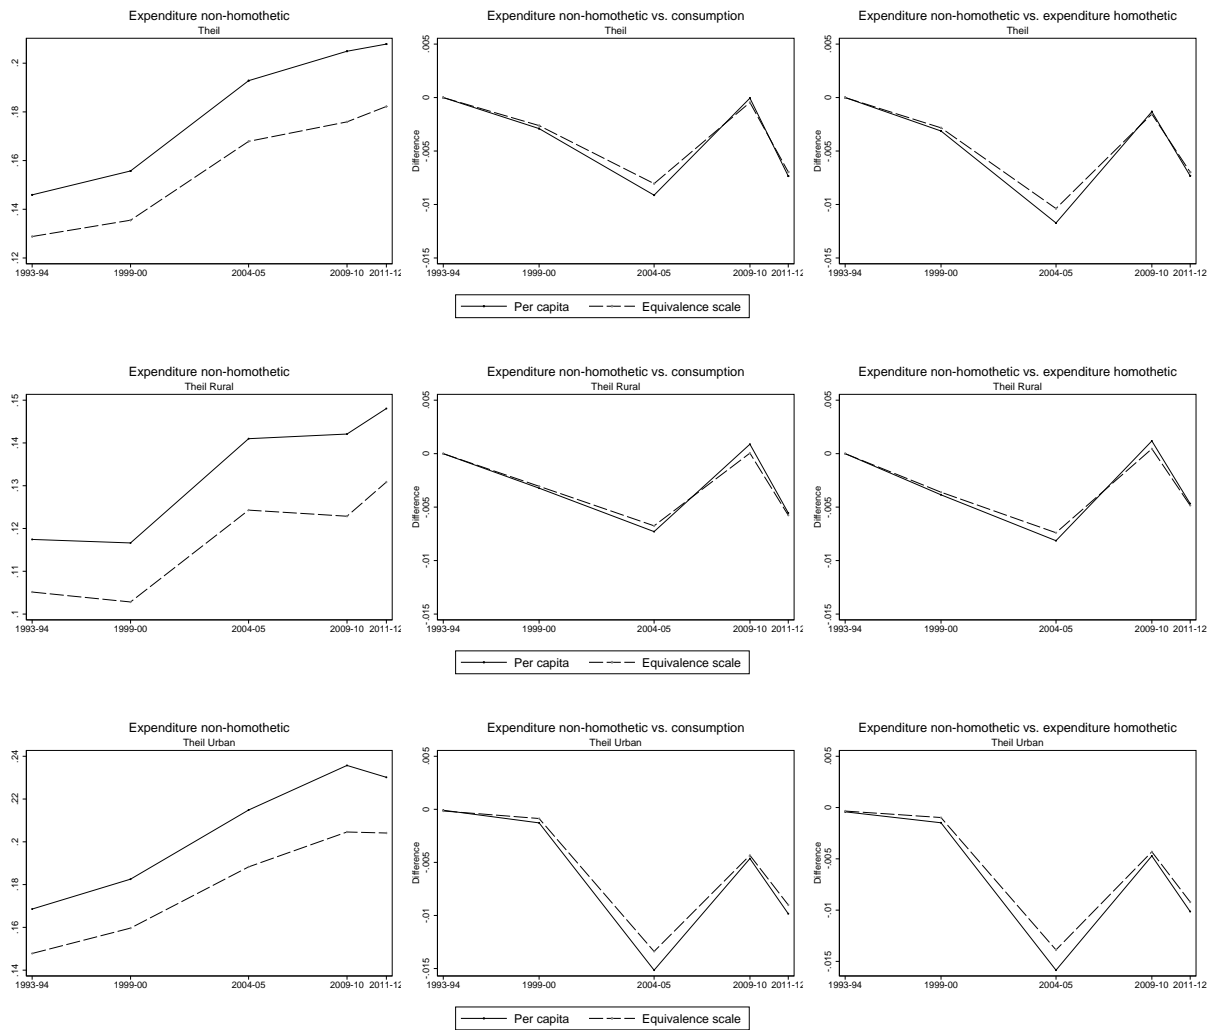 Expenditure non-homothetic
Theil
.2
.18
.16
.14
.12
1993-94 1999-00 2004-05 2009-10 2011-12
Expenditure non-homothetic vs. consumption
Theil
Difference
.005
0
-.005
-.01
-.015
1993-94 1999-00 2004-05 2009-10 2011-12
Expenditure non-homothetic vs. expenditure homothetic
Theil
Difference
.005
0
-.005
-.01
-.015
1993-94 1999-00 2004-05 2009-10 2011-12
Per capita Equivalence scale
Expenditure non-homothetic
Theil Rural
.15
.14
.13
.12
.11
.1
1993-94 1999-00 2004-05 2009-10 2011-12
Expenditure non-homothetic vs. consumption
Theil Rural
Difference
.005
0
-.005
-.01
-.015
1993-94 1999-00 2004-05 2009-10 2011-12
Expenditure non-homothetic vs. expenditure homothetic
Theil Rural
Difference
.005
0
-.005
-.01
-.015
1993-94 1999-00 2004-05 2009-10 2011-12
Per capita Equivalence scale
Expenditure non-homothetic
Theil Urban
.24
.22
.2
.18
.16
.14
1993-94 1999-00 2004-05 2009-10 2011-12
Expenditure non-homothetic vs. consumption
Theil Urban
Difference
.005
0
-.005
-.01
-.015
1993-94 1999-00 2004-05 2009-10 2011-12
Expenditure non-homothetic vs. expenditure homothetic
Theil Urban
Difference
.005
0
-.005
-.01
-.015
1993-94 1999-00 2004-05 2009-10 2011-12
Per capita Equivalence scale